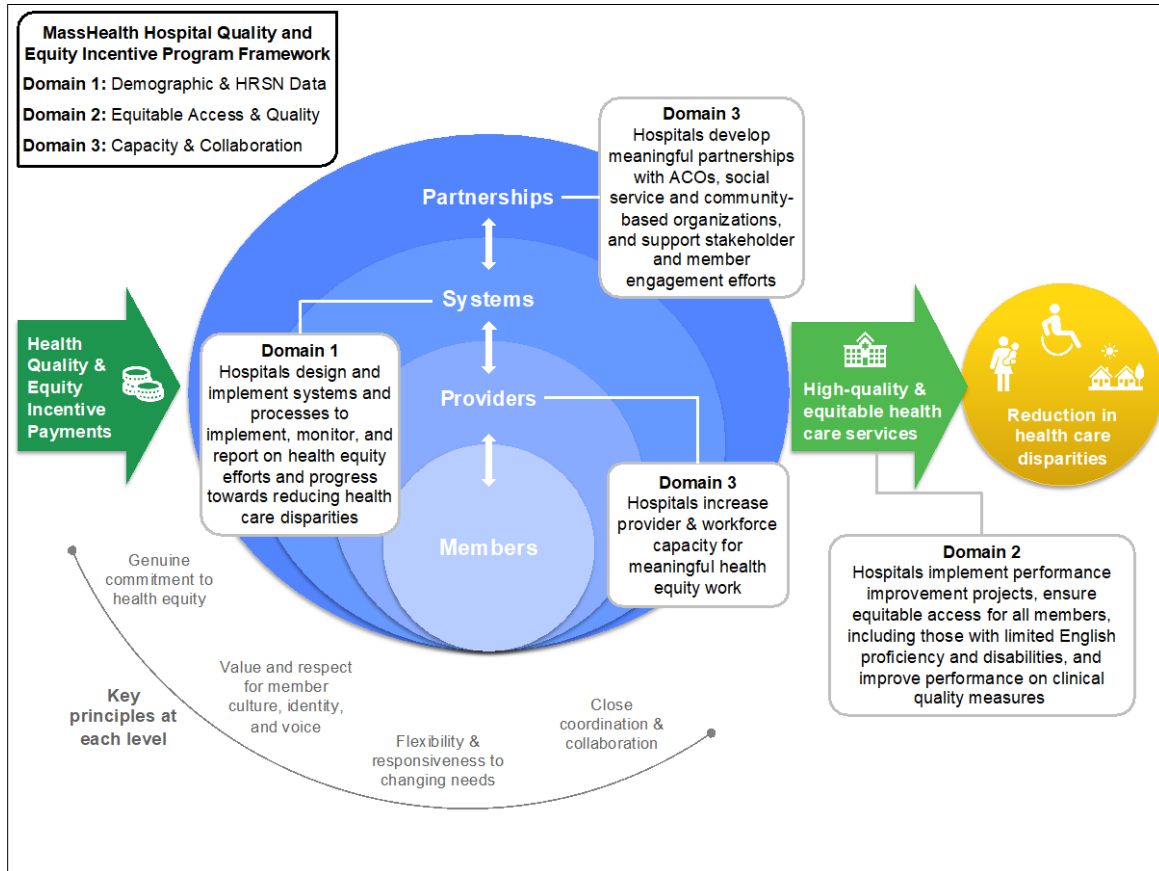 MassHealth Hospital Quality and
Equity Incentive Program Framework
Domain 1: Demographic & HRSN Data
Domain 2: Equitable Access & Quality
Domain 3: Capacity & Collaboration
Partnerships
Domain 3
Hospitals develop
meaningful partnerships
with ACOs, social
service and community-
based organizations,
and support stakeholder
and member
engagement efforts
Systems
Health
Quality &
Equity
Incentive
Payments
Domain 1
Hospitals design and
implement systems and
processes to
implement, monitor, and
report on health equity
efforts and progress
towards reducing health
care disparities
Providers
Domain 3
Hospitals increase
provider & workforce
capacity for
meaningful health
equity work
Members
High-quality &
equitable health
care services
Reduction in
health care
disparities
Domain 2
Hospitals implement performance
improvement projects, ensure
equitable access for all members,
including those with limited English
proficiency and disabilities, and
improve performance on clinical
quality measures
Key
principles at
each level
Genuine
commitment to
health equity
Value and respect
for member
culture, identity,
and voice
Flexibility &
responsiveness to
changing needs
Close
coordination &
collaboration